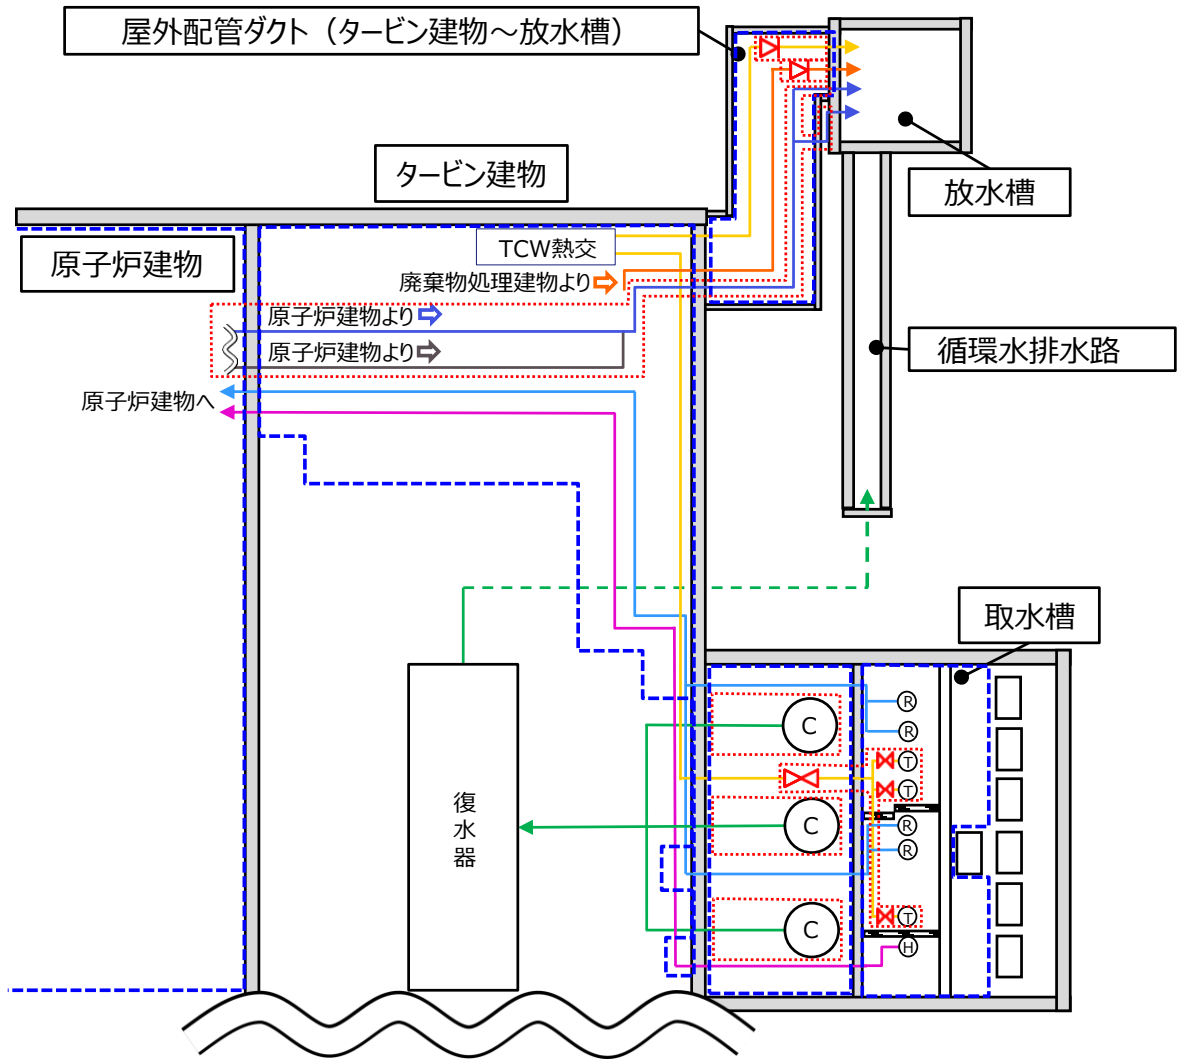 屋外配管ダクト（タービン建物～放水槽）
タービン建物
放水槽
原子炉建物
TCW熱交
廃棄物処理建物より
原子炉建物より
原子炉建物より
循環水排水路
原子炉建物へ
取水槽
復水器
C
C
C
R
R
T
T
R
R
T
H